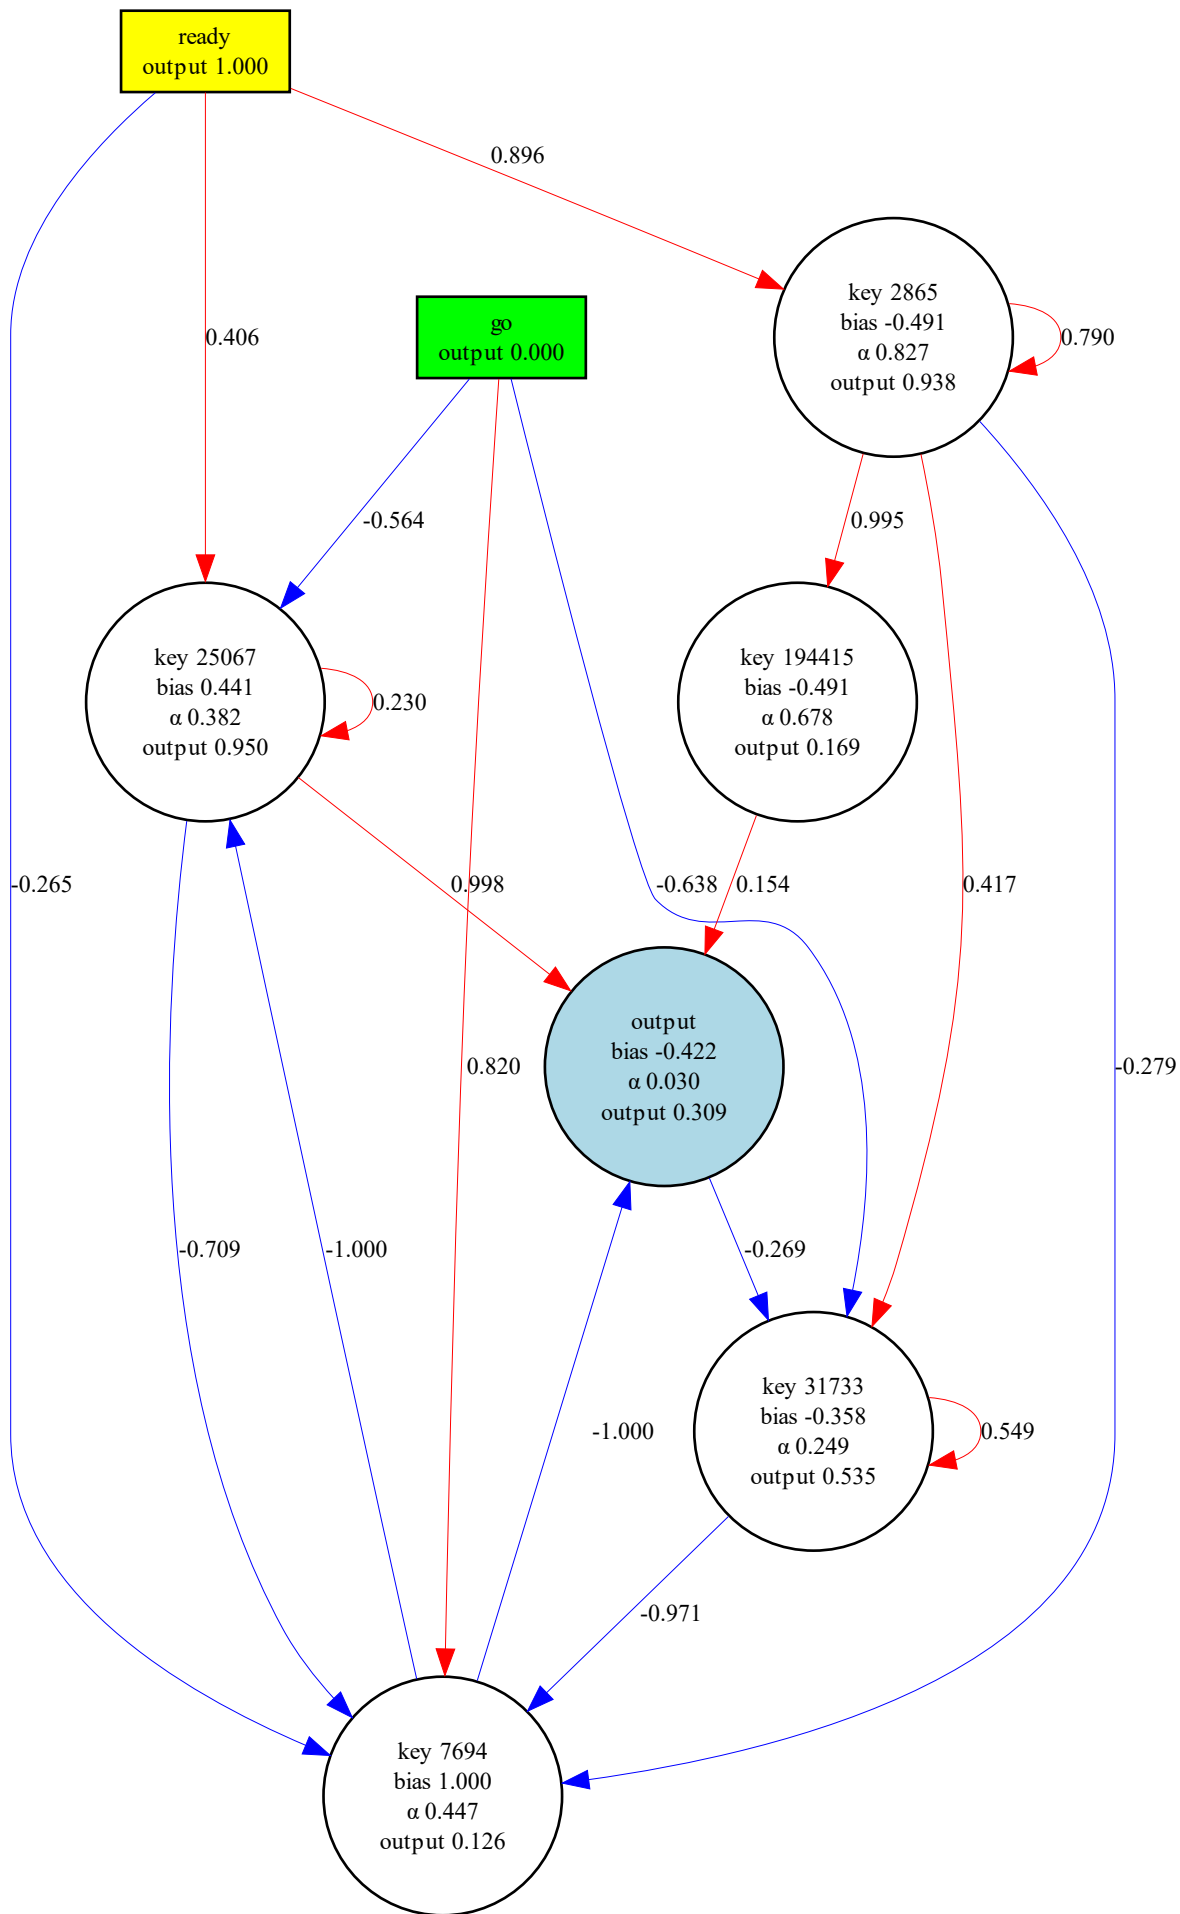 ready
output 1.000
0.896
key 2865
bias -0.491
α 0.827
output 0.938
0.790
go
output 0.000
0.406
-0.564
0.995
key 25067
bias 0.441
α 0.382
output 0.950
0.230
key 194415
bias -0.491
α 0.678
output 0.169
-0.265
0.998
-0.638
0.154
0.417
output
bias -0.422
α 0.030
output 0.309
0.820
-0.279
-0.709
-1.000
-0.269
key 31733
bias -0.358
α 0.249
output 0.535
-1.000
0.549
-0.971
key 7694
bias 1.000
α 0.447
output 0.126